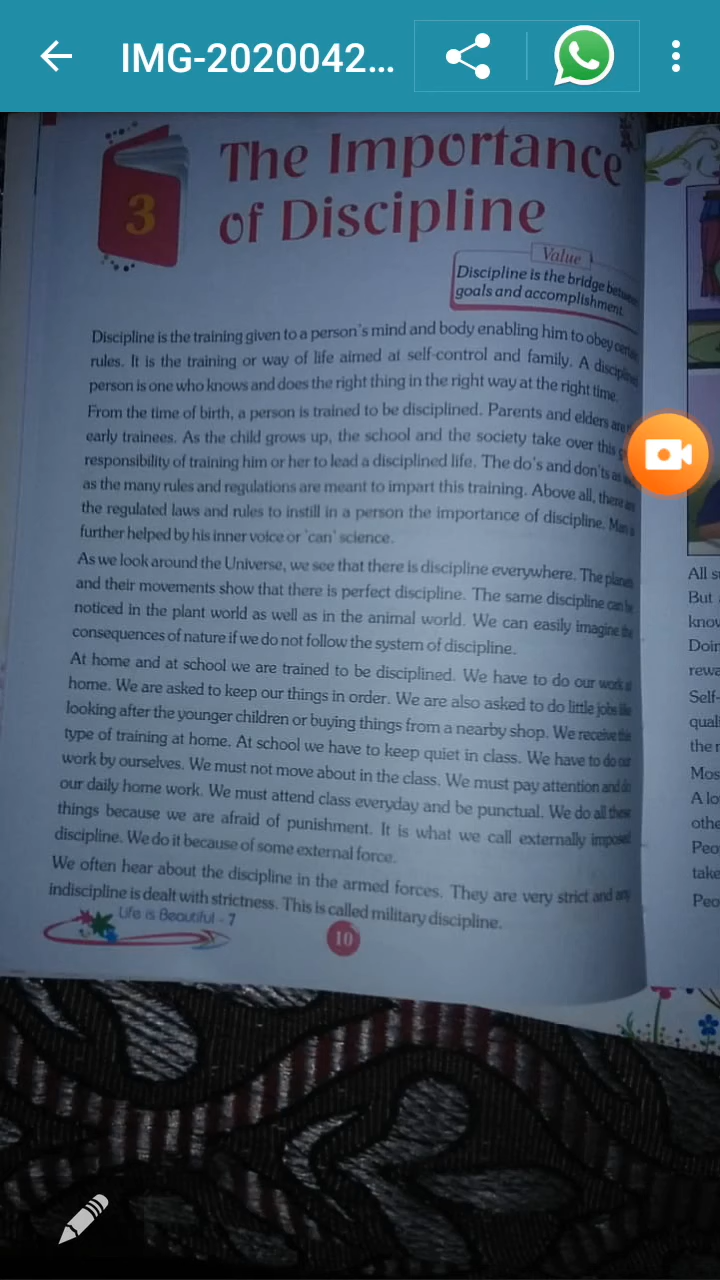 IMG-2020042...
3
The Importance
of Discipline
Value
Discipline is the bridge
goals and accomplishment.
Discipline is the training given to a person's mind and body enabling him to obey
rules. It is the training or way of life aimed at self-control and family. A
person is one who knows and does the right thing in the right way at the right time.
From the time of birth, a person is trained to be disciplined. Parents and elders are
early trainees. As the child grows up, the school and the society take over this
responsibility of training him or her to lead a disciplined life. The do's and don'ts as
as the many rules and regulations are meant to impart this training. Above all, there
the regulated laws and rules to instill in a person the importance of discipline. Man
further helped by his inner voice or 'can' science.
As we look around the Universe, we see that there is discipline everywhere. The
and their movements show that there is perfect discipline. The same discipline can be
noticed in the plant world as well as in the animal world. We can easily imagine the
consequences of nature if we do not follow the system of discipline.
At home and at school we are trained to be disciplined. We have to do our work at
home. We are asked to keep our things in order. We are also asked to do little jobs like
looking after the younger children or buying things from a nearby shop. We receive this
type of training at home. At school we have to keep quiet in class. We have to do our
work by ourselves. We must not move about in the class. We must pay attention and do
our daily home work. We must attend class everyday and be punctual. We do all these
things because we are afraid of punishment. It is what we call externally imposed
discipline. We do it because of some external force.
We often hear about the discipline in the armed forces. They are very strict and any
indiscipline is dealt with strictness. This is called military discipline.
Life is Beautiful - 7
10
All
But
Self-